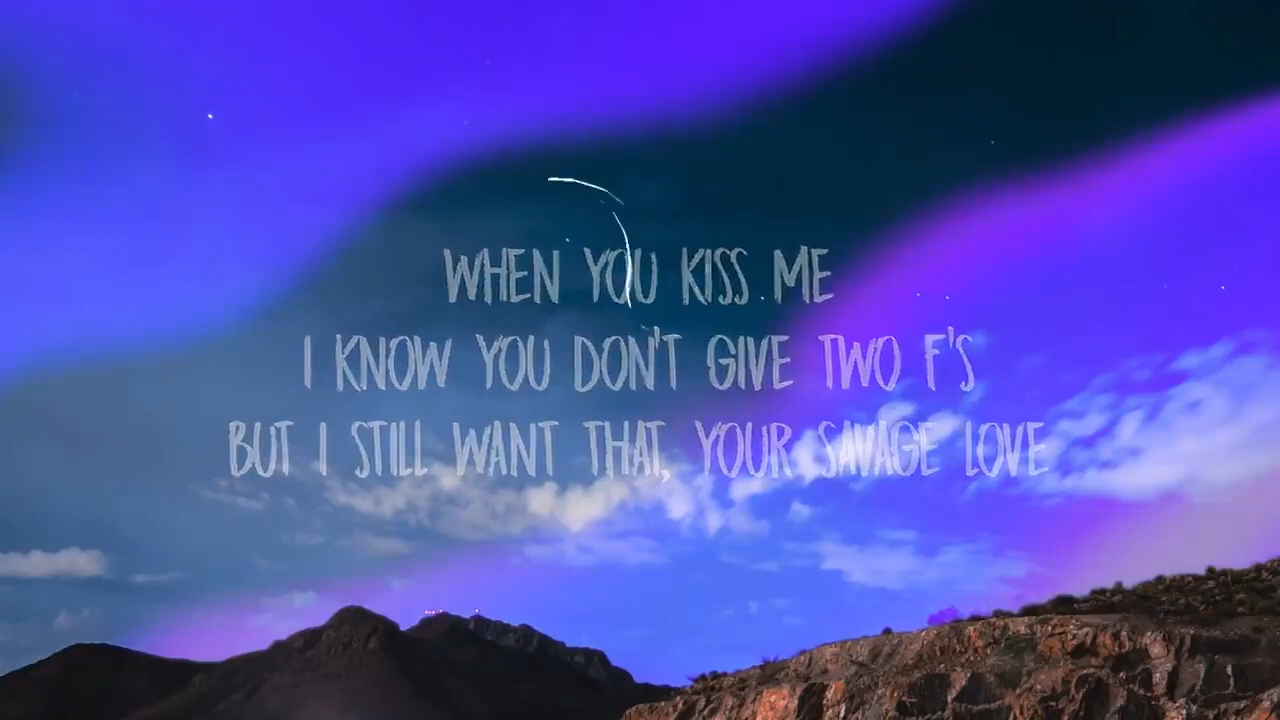 WHEN YOU KISS ME
I KNOW YOU DON'T GIVE TWO F'S
BUT I STILL WANT THAT, YOUR SAVAGE LOVE